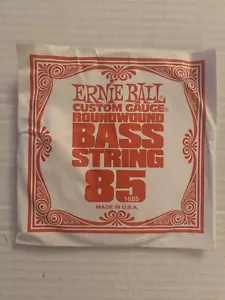 ERNIE BALL
CUSTOM GAUGE
ROUNDWOUND
BASS
STRING
85
1685
MADE IN U.S.A.